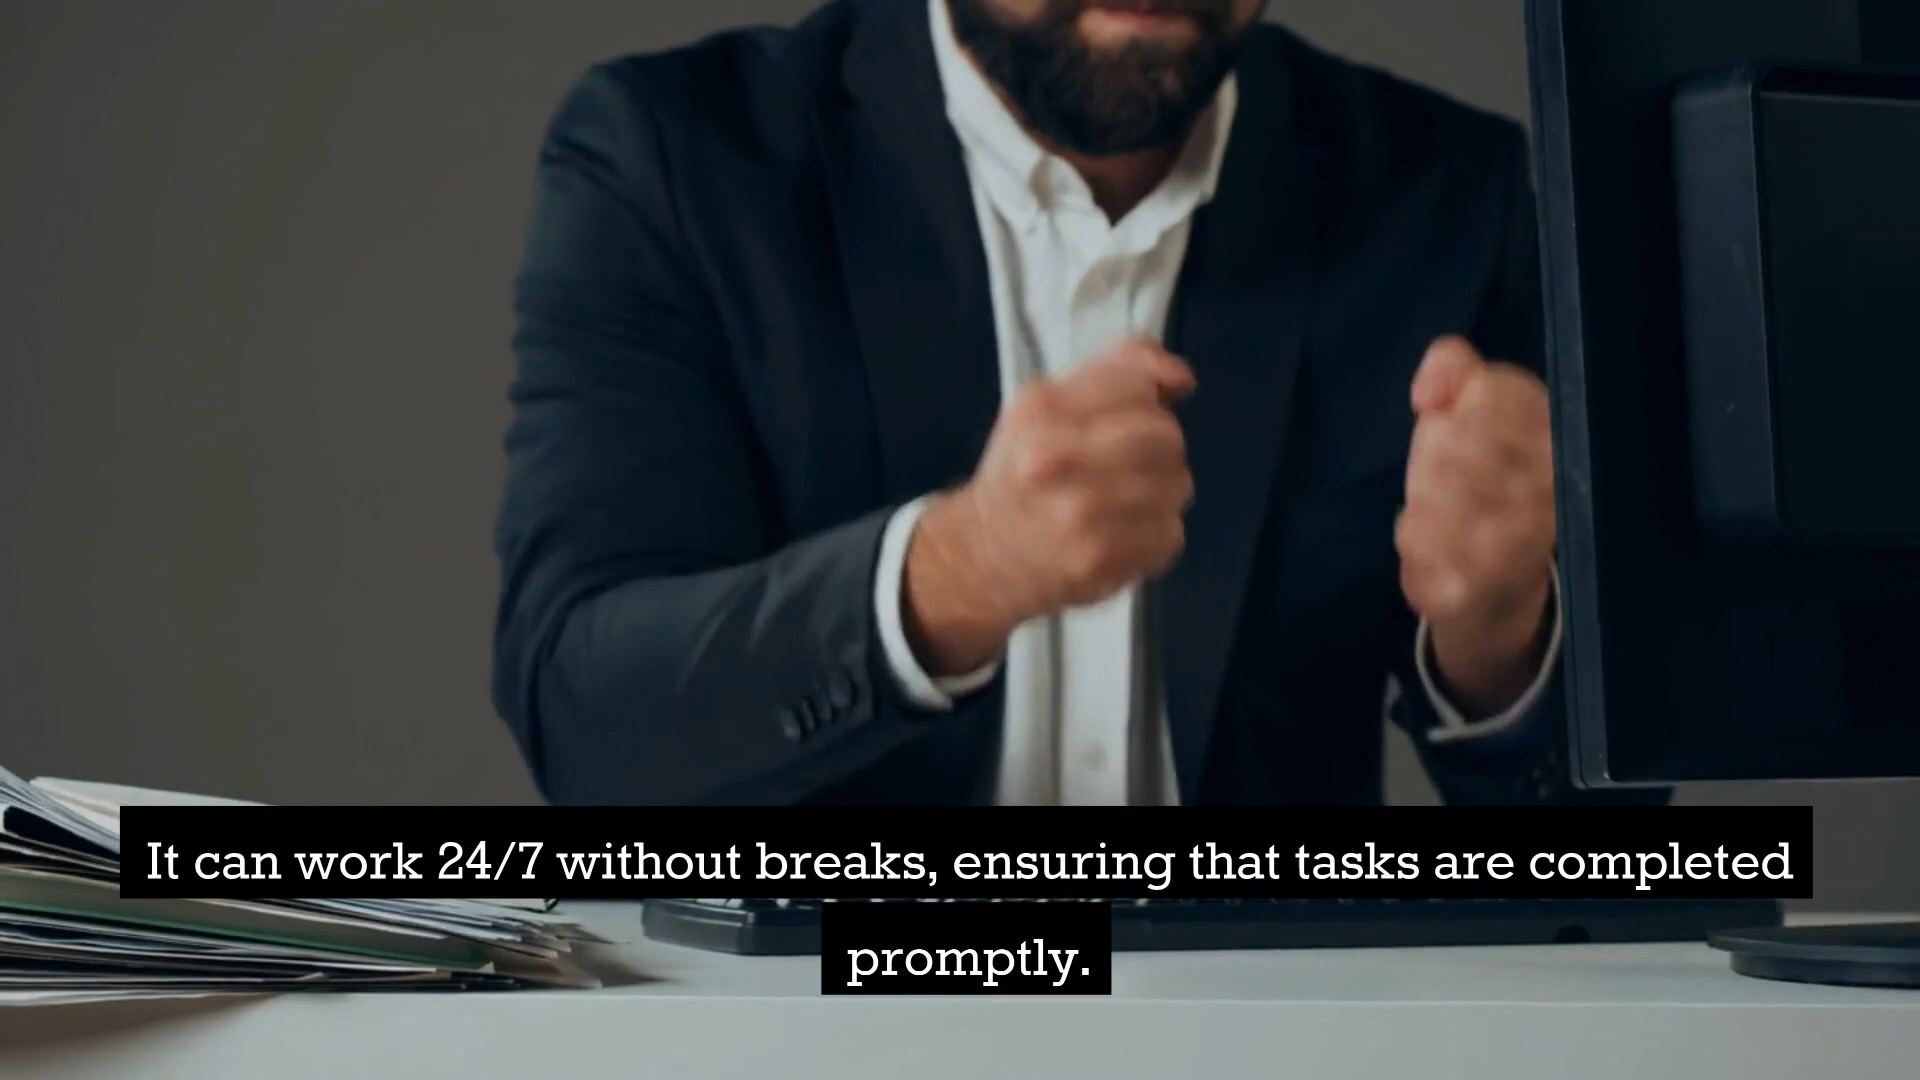 It can work 24/7 without breaks, ensuring that tasks are completed
promptly.